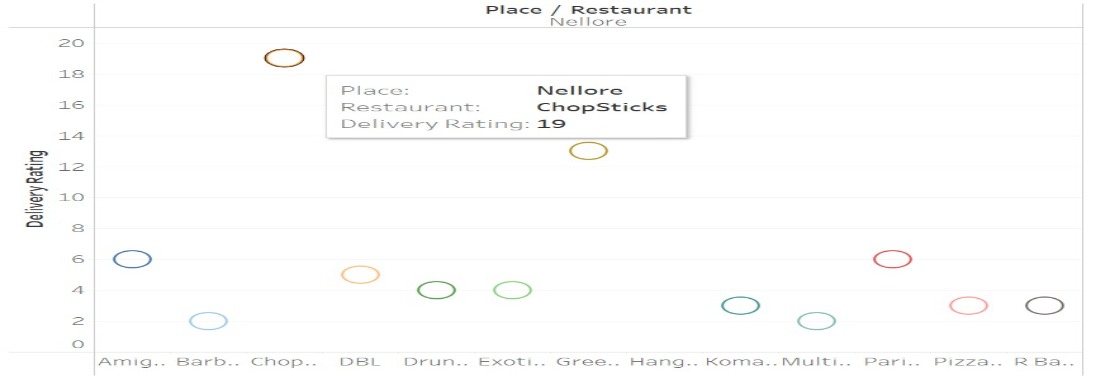 Place / Restaurant
Nellore
Delivery Rating
20
18
16
14
12
10
8
6
4
2
0
Place: Nellore
Restaurant: ChopSticks
Delivery Rating: 19
Amig.. Barb.. Chop.. DBL Drun.. Exoti.. Gree.. Hang.. Koma.. Multi.. Pari.. Pizza.. R Ba..